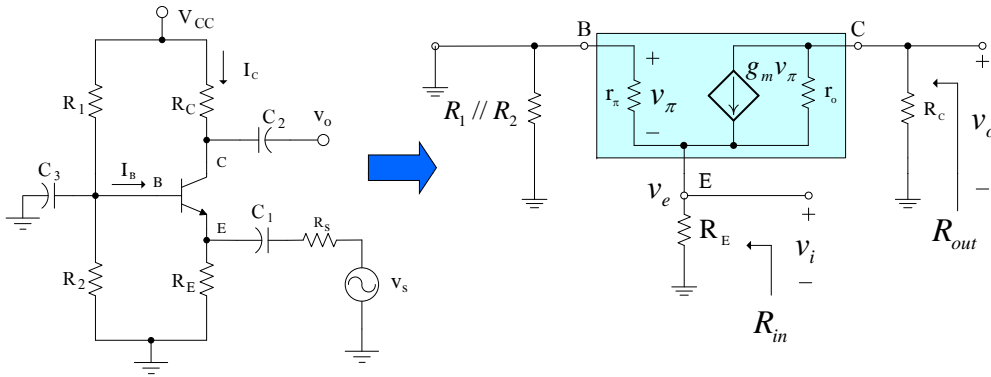 V_CC
I_C
R_1
R_C
C_2
v_o
C
C_3
I_B
B
E
C_1
R_s
R_2
R_E
v_s
B
C
+
R_1 // R_2
r_π
v_π
−
g_m v_π
r_o
+
R_C
v_o
−
v_e
E
R_E
+
v_i
−
R_in
R_out